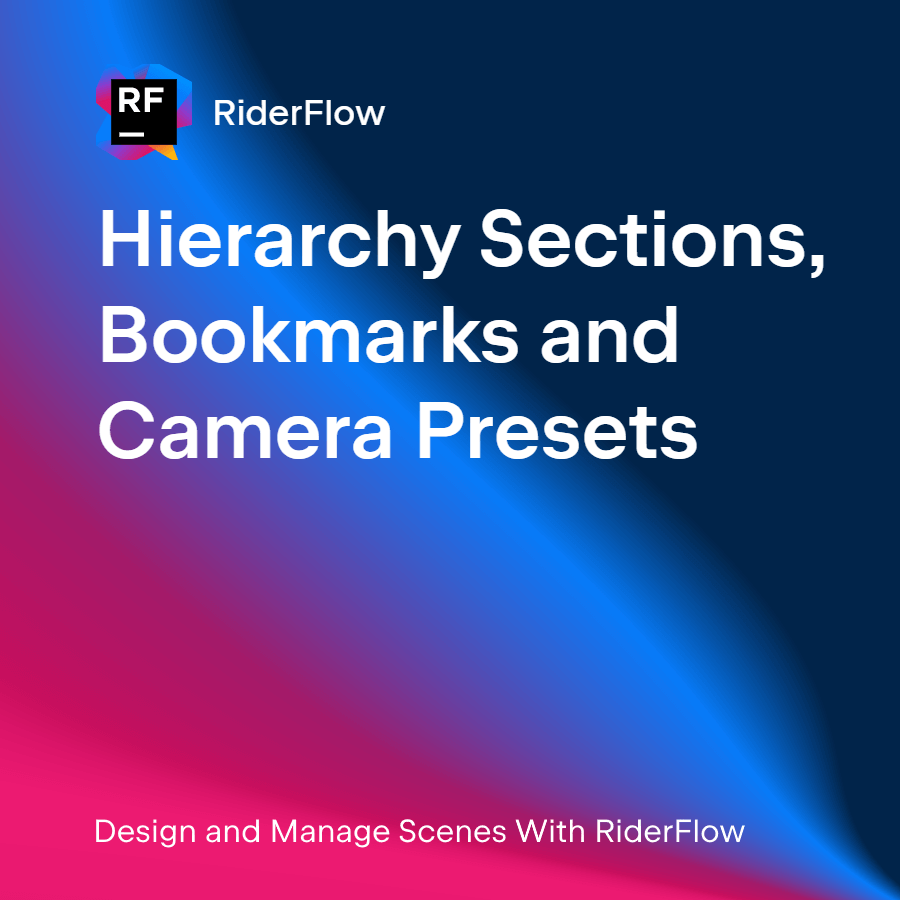 RF
RiderFlow
Hierarchy Sections,
Bookmarks and
Camera Presets
Design and Manage Scenes With RiderFlow